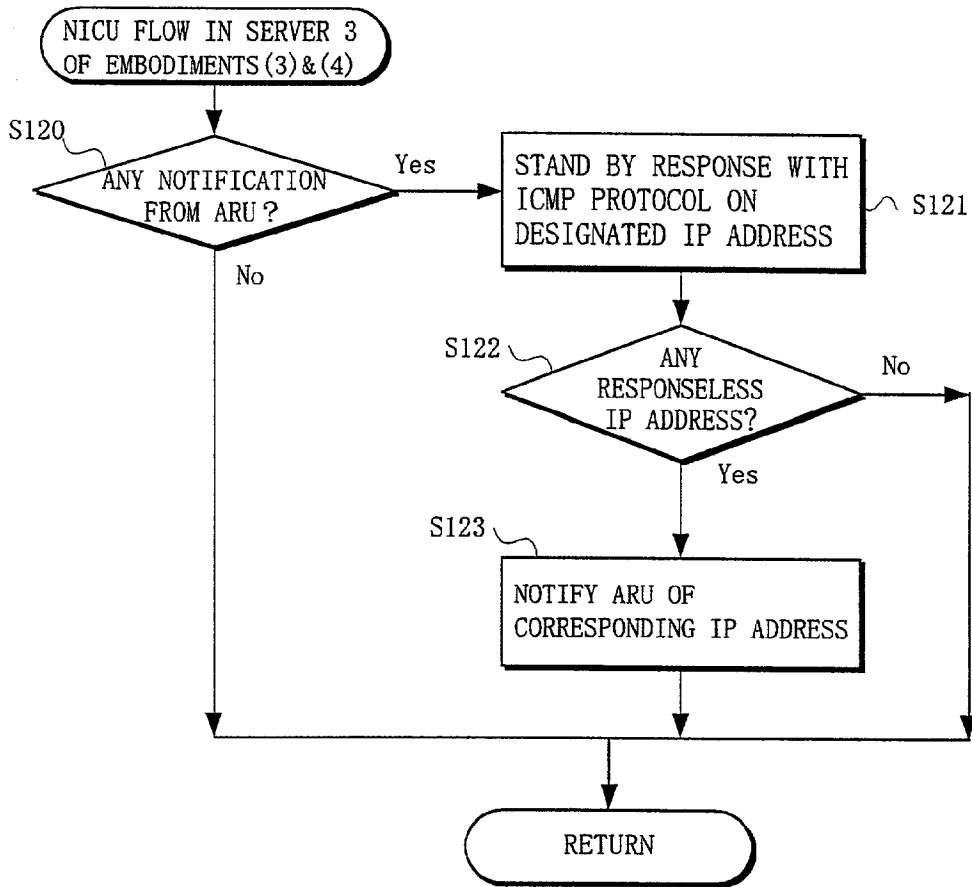 NICU FLOW IN SERVER 3
OF EMBODIMENTS(3)&(4)
S120
ANY NOTIFICATION
FROM ARU?
Yes
No
STAND BY RESPONSE WITH
ICMP PROTOCOL ON
DESIGNATED IP ADDRESS
S121
S122
ANY
RESPONSELESS
IP ADDRESS?
No
Yes
S123
NOTIFY ARU OF
CORRESPONDING IP ADDRESS
RETURN